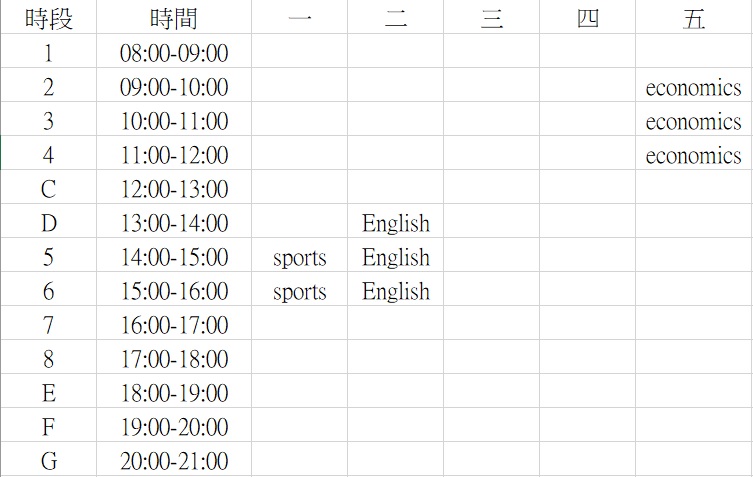 時段 時間 一 二 三 四 五
1 08:00-09:00
2 09:00-10:00 economics
3 10:00-11:00 economics
4 11:00-12:00 economics
C 12:00-13:00
D 13:00-14:00 English
5 14:00-15:00 sports English
6 15:00-16:00 sports English
7 16:00-17:00
8 17:00-18:00
E 18:00-19:00
F 19:00-20:00
G 20:00-21:00